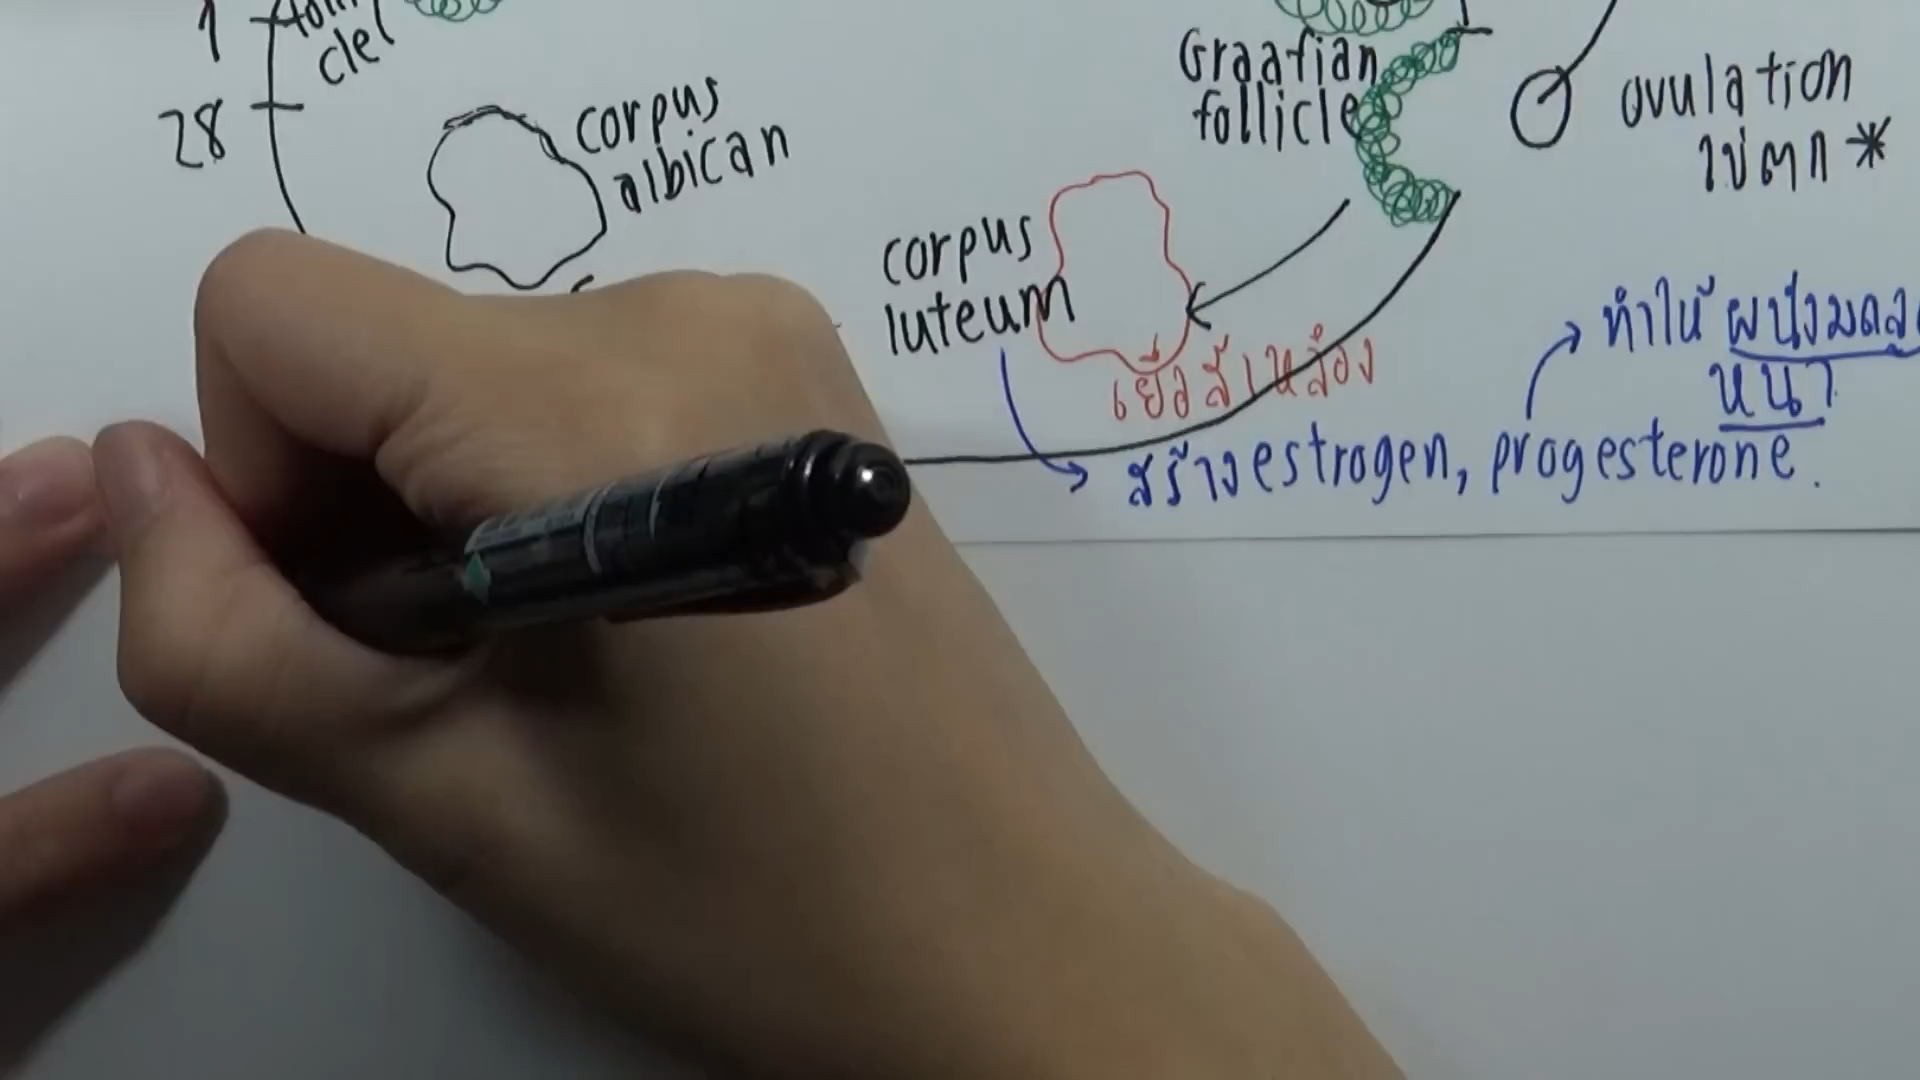 1
cle
28
corpus
albican
Graafian
follicle
ovulation
ไข่ตก *
corpus
luteum
เยื่อสีเหลือง
ทำให้ผนังมดลู
หนา
สร้าง estrogen, progesterone.